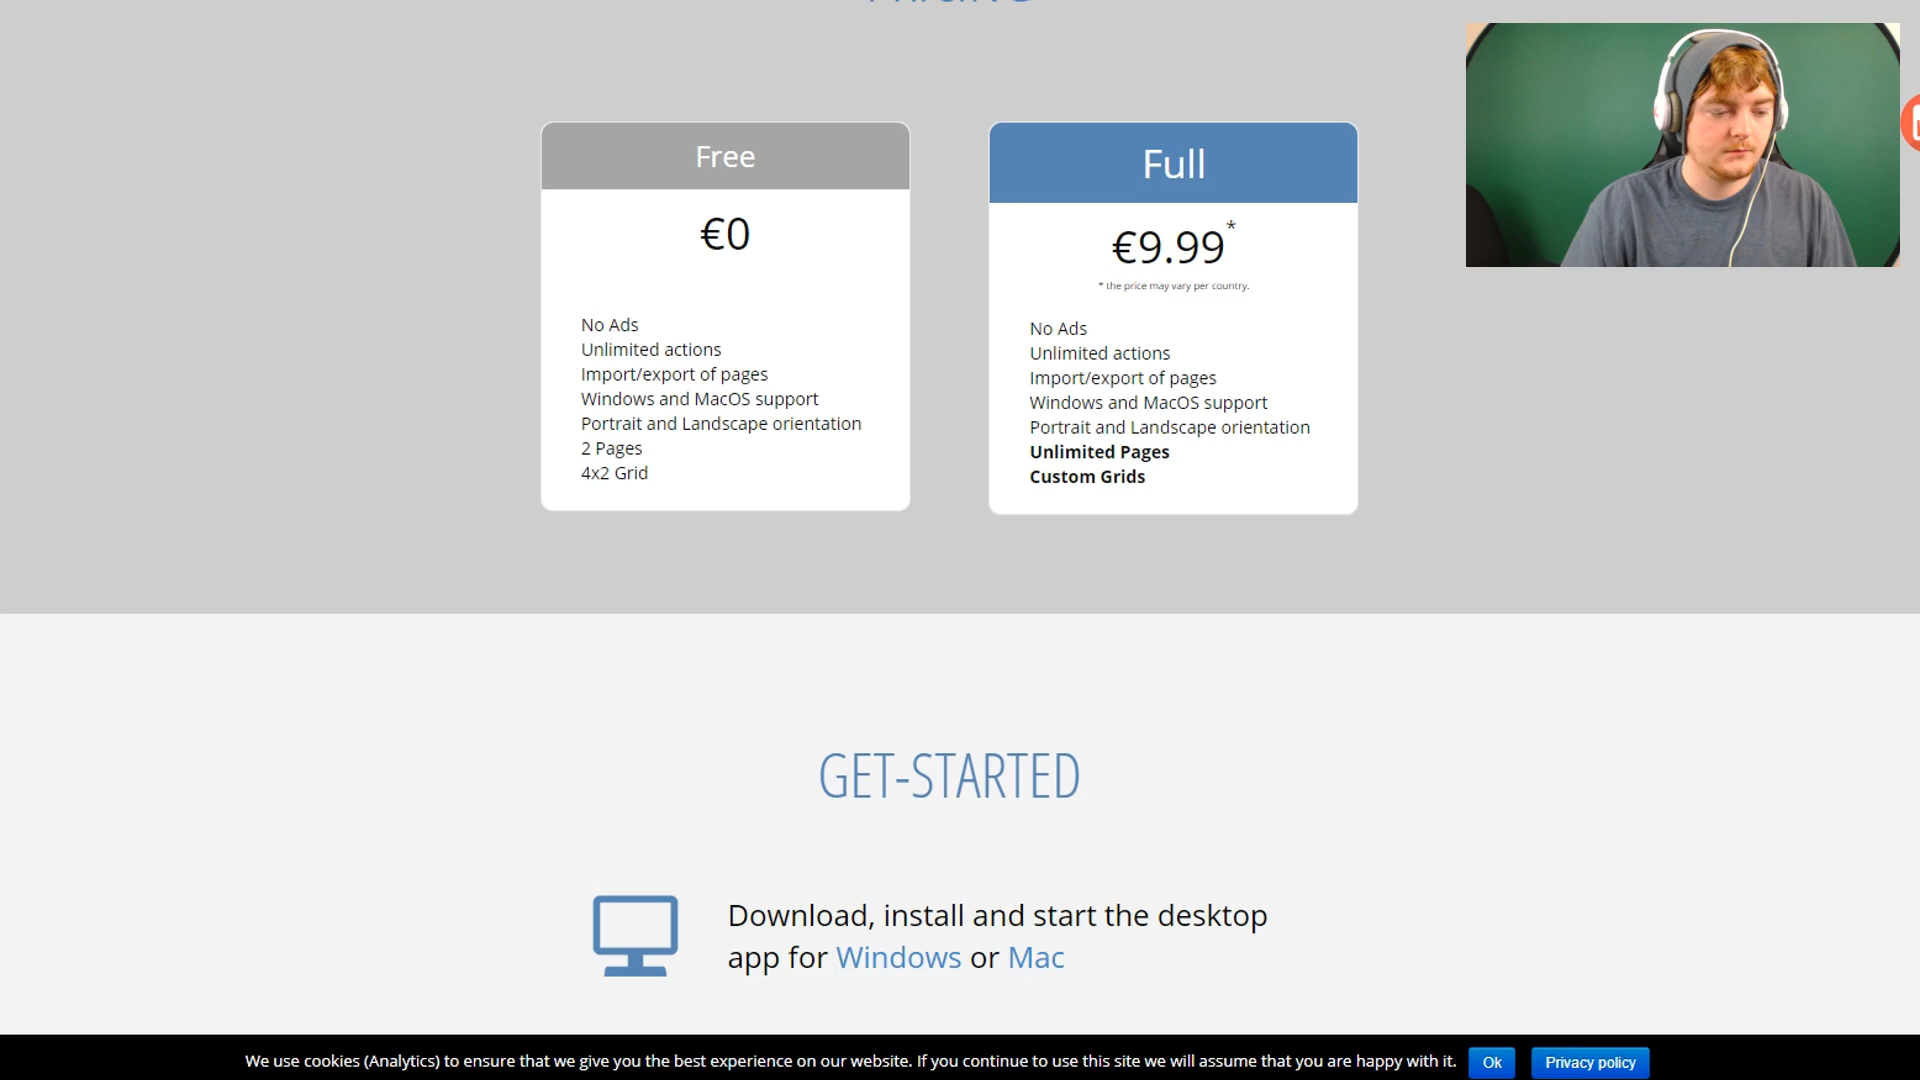 Free
€0
No Ads
Unlimited actions
Import/export of pages
Windows and MacOS support
Portrait and Landscape orientation
2 Pages
4x2 Grid
Full
€9.99*
* the price may vary per country.
No Ads
Unlimited actions
Import/export of pages
Windows and MacOS support
Portrait and Landscape orientation
Unlimited Pages
Custom Grids
GET-STARTED
Download, install and start the desktop
app for Windows or Mac
We use cookies (Analytics) to ensure that we give you the best experience on our website. If you continue to use this site we will assume that you are happy with it. Ok Privacy policy